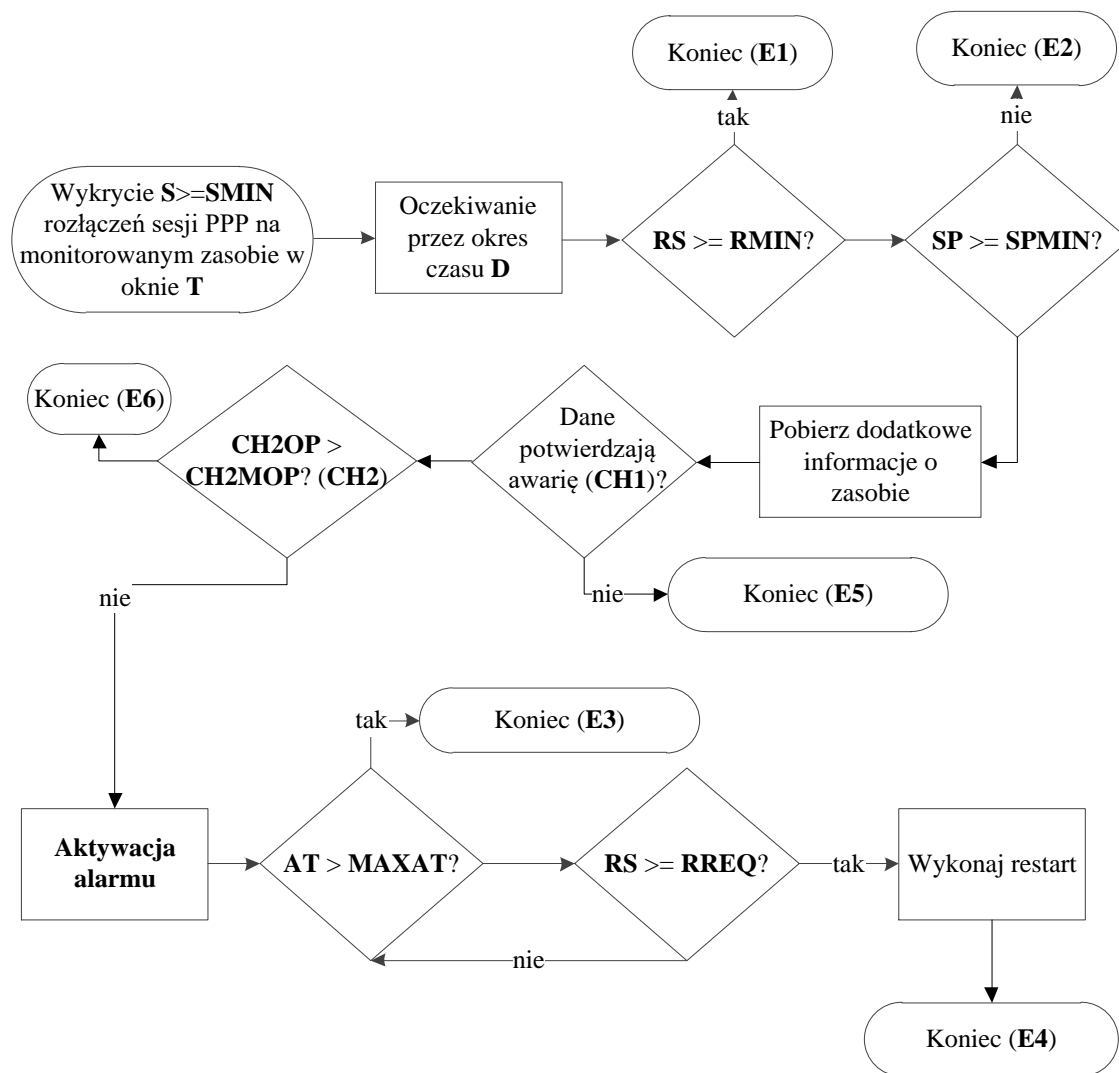 Koniec (E1)
Koniec (E2)
tak
nie
Wykrycie S>=SMIN
rozłączeń sesji PPP na
monitorowanym zasobie w
oknie T
Oczekiwanie
przez okres
czasu D
RS >= RMIN?
SP >= SPMIN?
Koniec (E6)
CH2OP >
CH2MOP? (CH2)
Dane
potwierdzają
awarię (CH1)?
Pobierz dodatkowe
informacje o
zasobie
nie
nie
Koniec (E5)
tak
Koniec (E3)
Aktywacja
alarmu
AT > MAXAT?
RS >= RREQ?
tak
Wykonaj restart
nie
Koniec (E4)